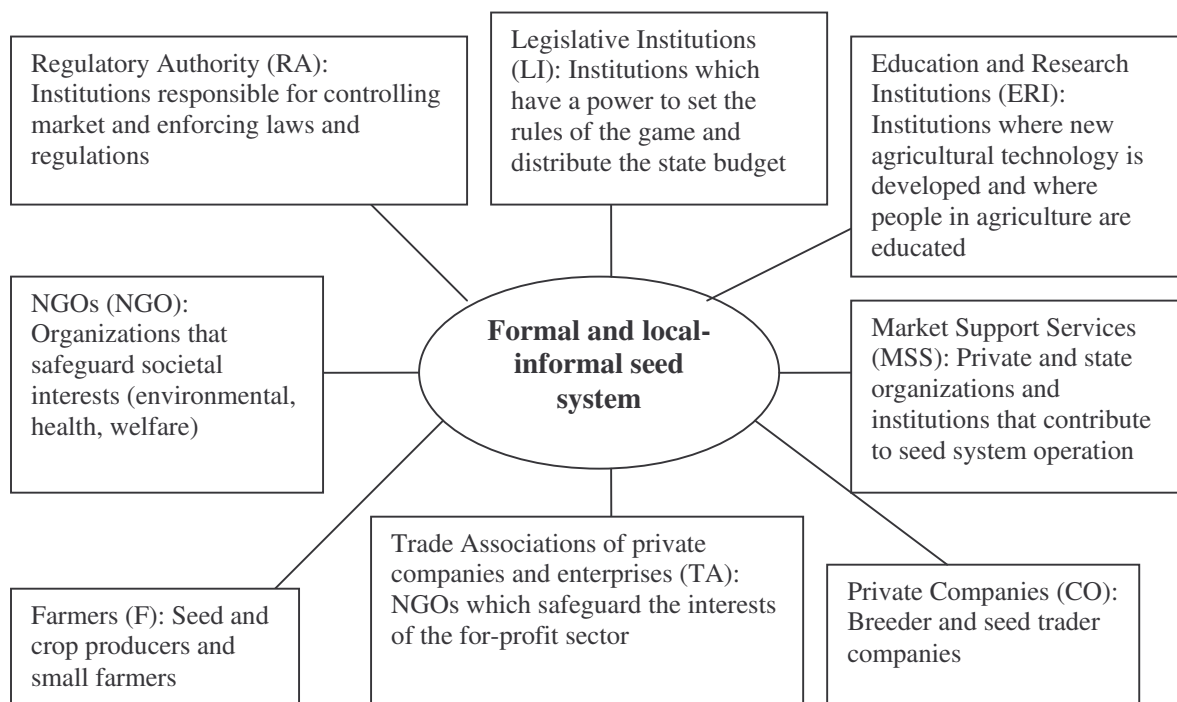 Regulatory Authority (RA):
Institutions responsible for controlling
market and enforcing laws and
regulations
Legislative Institutions
(LI): Institutions which
have a power to set the
rules of the game and
distribute the state budget
Education and Research
Institutions (ERI):
Institutions where new
agricultural technology is
developed and where
people in agriculture are
educated
NGOs (NGO):
Organizations that
safeguard societal
interests (environmental,
health, welfare)
Formal and local-
informal seed
system
Market Support Services
(MSS): Private and state
organizations and
institutions that contribute
to seed system operation
Farmers (F): Seed and
crop producers and
small farmers
Trade Associations of private
companies and enterprises (TA):
NGOs which safeguard the interests
of the for-profit sector
Private Companies (CO):
Breeder and seed trader
companies